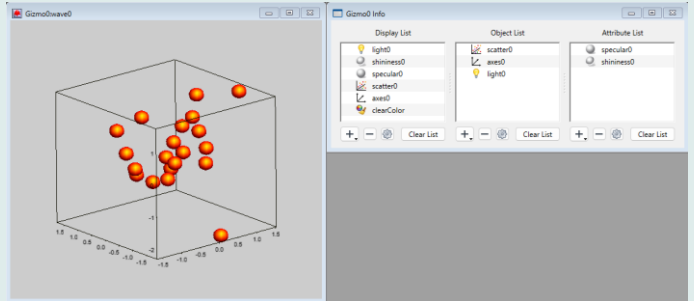 Gizmo0:wave0
1
-1
-2
1.5 1.0 0.5 0.0 -0.5 -1.0 -1.5
-1.5 -1.0 -0.5 0.0 0.5 1.0 1.5
Gizmo0 Info
Display List
light0
shininess0
specular0
scatter0
axes0
clearColor
Clear List
Object List
scatter0
axes0
light0
Clear List
Attribute List
specular0
shininess0
Clear List